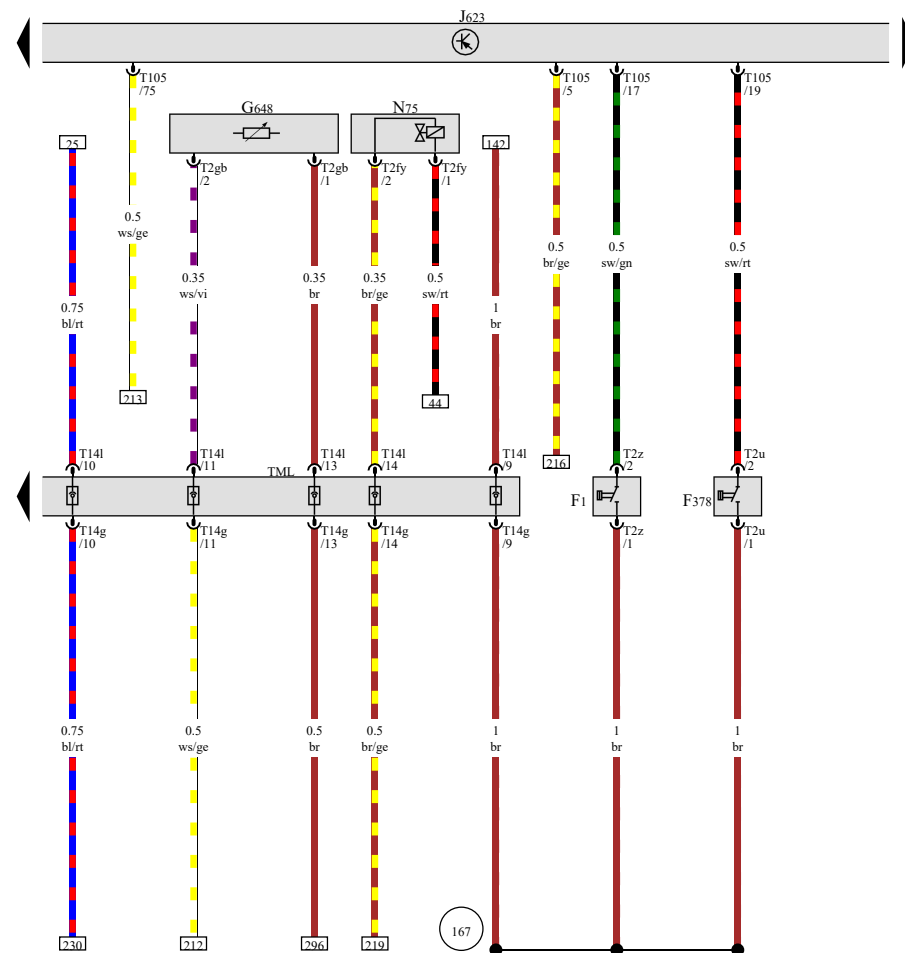 J623
T105
/75
T105
/5
T105
/17
T105
/19
G648
N75
25
142
T2gb
/2
T2gb
/1
T2fy
/2
T2fy
/1
0.5
ws/ge
0.5
br/ge
0.5
sw/gn
0.5
sw/rt
0.35
ws/vi
0.35
br
0.35
br/ge
0.5
sw/rt
0.75
bl/rt
1
br
213
44
T14l
/10
T14l
/11
T14l
/13
T14l
/14
T14l
/9
216
T2z
/2
T2u
/2
TML
F1
F378
T14g
/10
T14g
/11
T14g
/13
T14g
/14
T14g
/9
T2z
/1
T2u
/1
0.75
bl/rt
0.5
ws/ge
0.5
br
0.5
br/ge
1
br
1
br
1
br
167
230
212
296
219